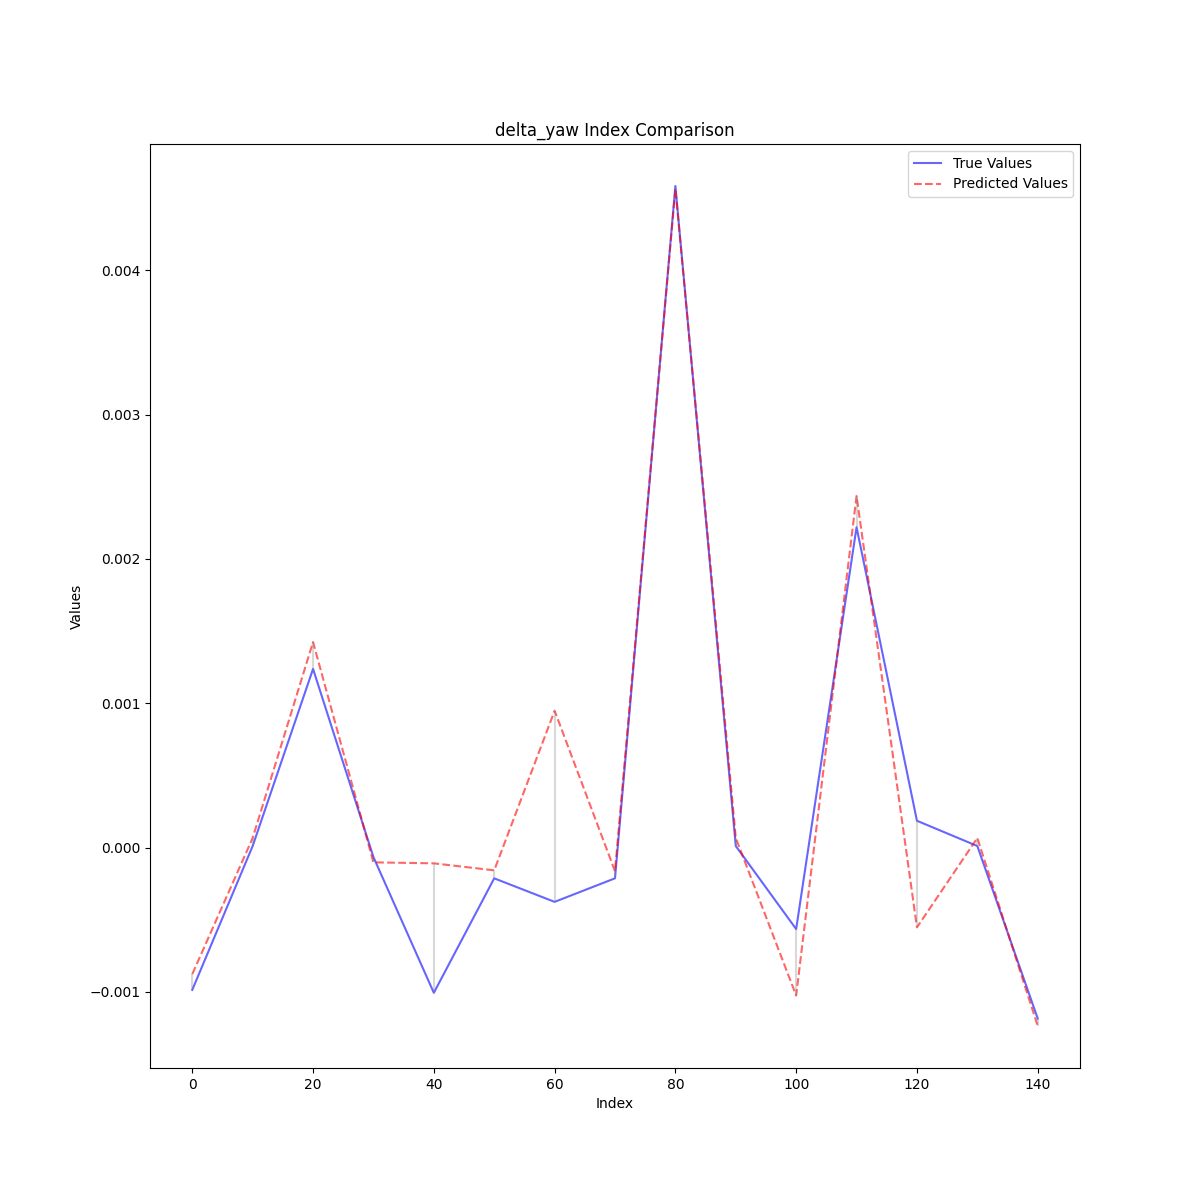 delta_yaw Index Comparison
True Values
Predicted Values
0.004
0.003
0.002
0.001
0.000
−0.001
Values
0 20 40 60 80 100 120 140
Index